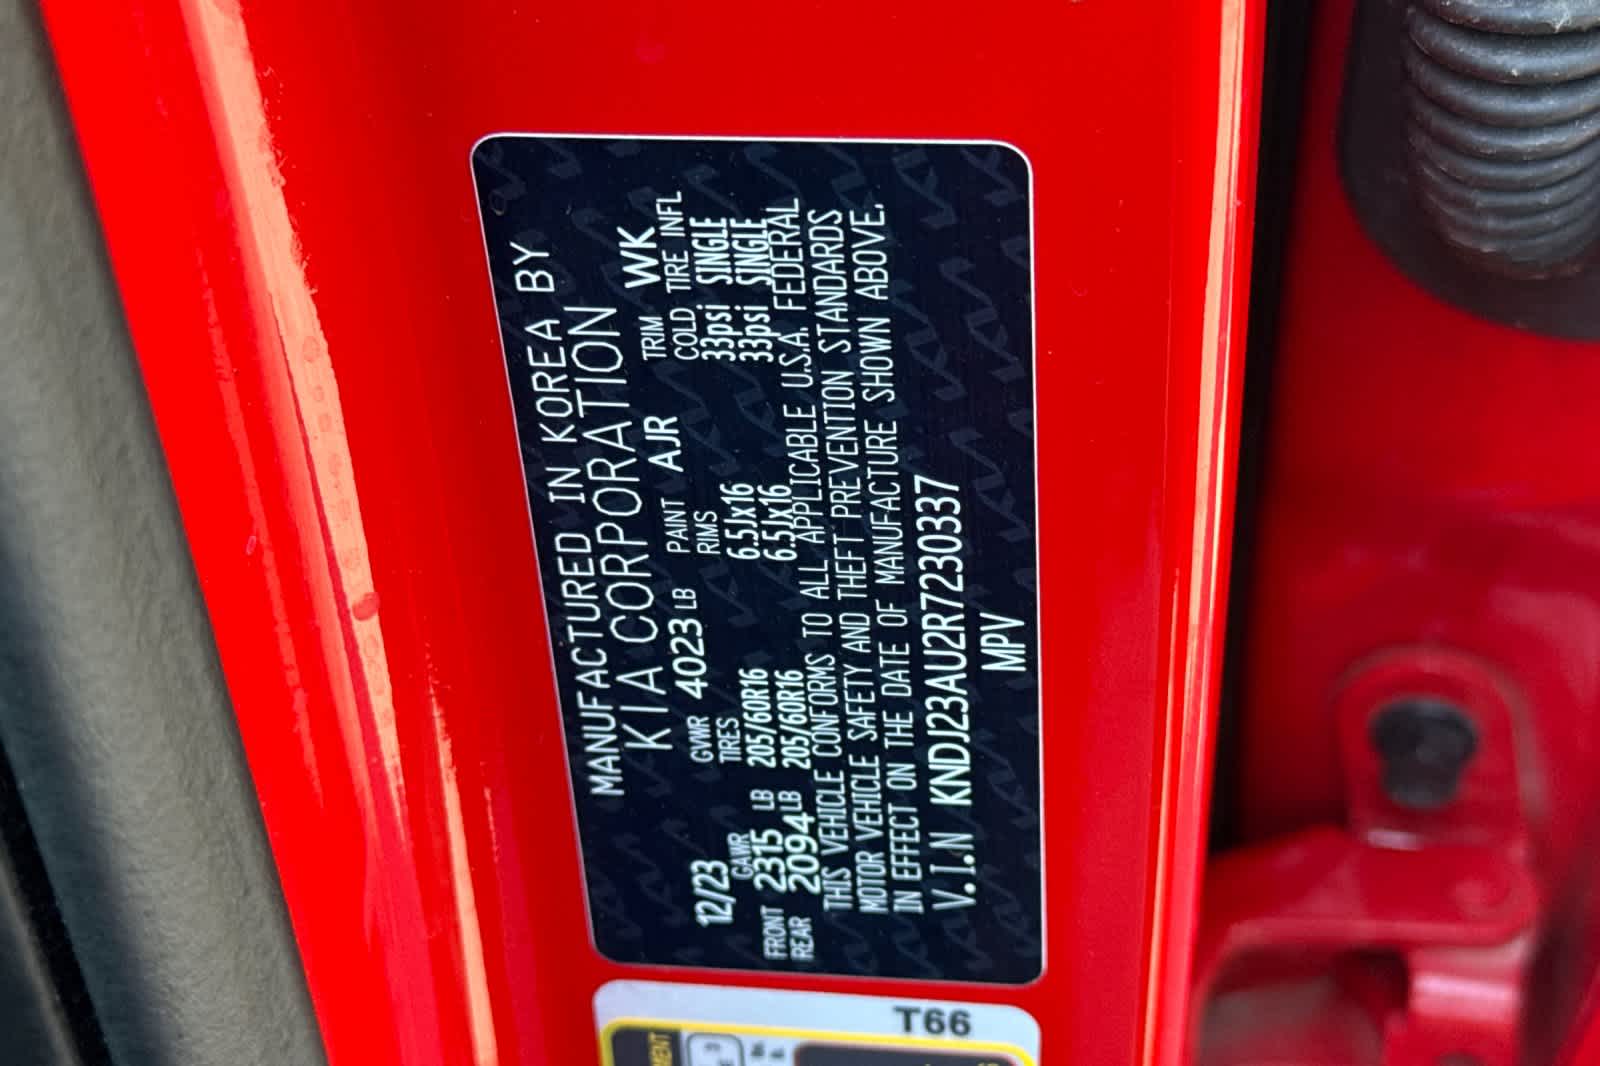 MANUFACTURED IN KOREA BY
KIA CORPORATION
12/23 GVWR 4023 LB PAINT AJR TRIM WK
GAWR TIRES RIMS COLD TIRE INFL
FRONT 2315 LB 205/60R16 6.5Jx16 33psi SINGLE
REAR 2094 LB 205/60R16 6.5Jx16 33psi SINGLE
THIS VEHICLE CONFORMS TO ALL APPLICABLE U.S.A. FEDERAL
MOTOR VEHICLE SAFETY AND THEFT PREVENTION STANDARDS
IN EFFECT ON THE DATE OF MANUFACTURE SHOWN ABOVE.
V.I.N KNDJ23AU2R7230337
MPV
T66